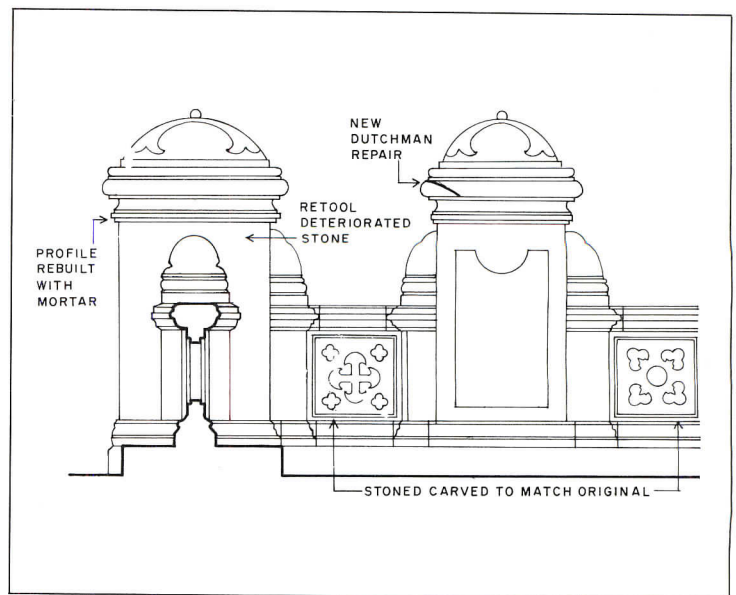 NEW
DUTCHMAN
REPAIR
RETOOL
DETERIORATED
STONE
PROFILE
REBUILT
WITH
MORTAR
STONED CARVED TO MATCH ORIGINAL